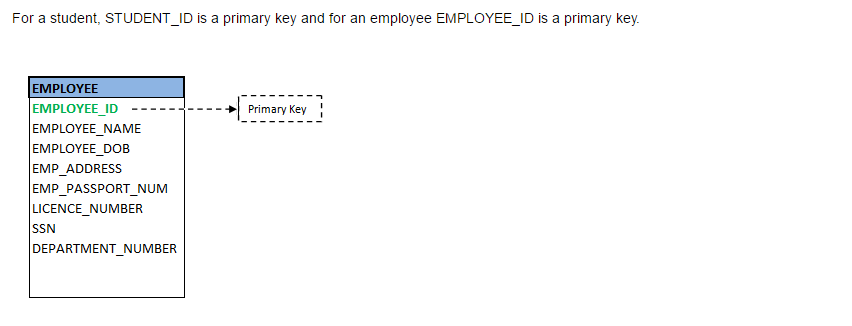 For a student, STUDENT_ID is a primary key and for an employee EMPLOYEE_ID is a primary key.
EMPLOYEE
EMPLOYEE_ID
Primary Key
EMPLOYEE_NAME
EMPLOYEE_DOB
EMP_ADDRESS
EMP_PASSPORT_NUM
LICENCE_NUMBER
SSN
DEPARTMENT_NUMBER